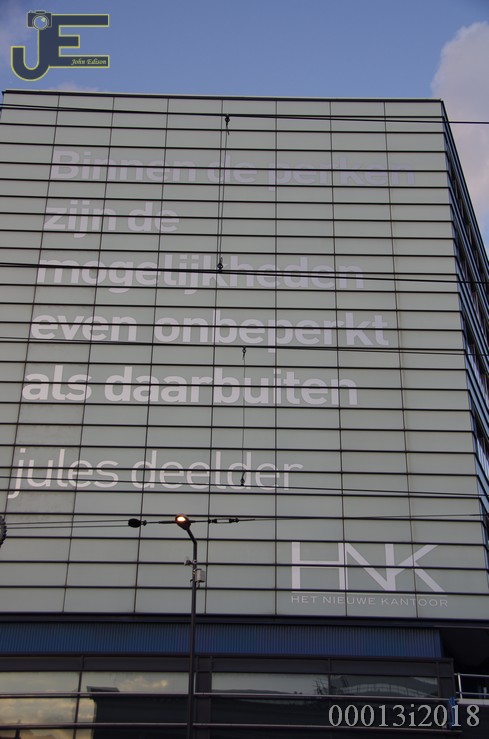 JE
John Edison
Binnen de perken
zijn de
mogelijkheden
even onbeperkt
als daarbuiten
jules deelder
HNK
HET NIEUWE KANTOOR
00013i2018